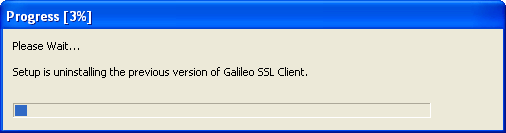 Progress [3%]
Please Wait...
Setup is uninstalling the previous version of Galileo SSL Client.